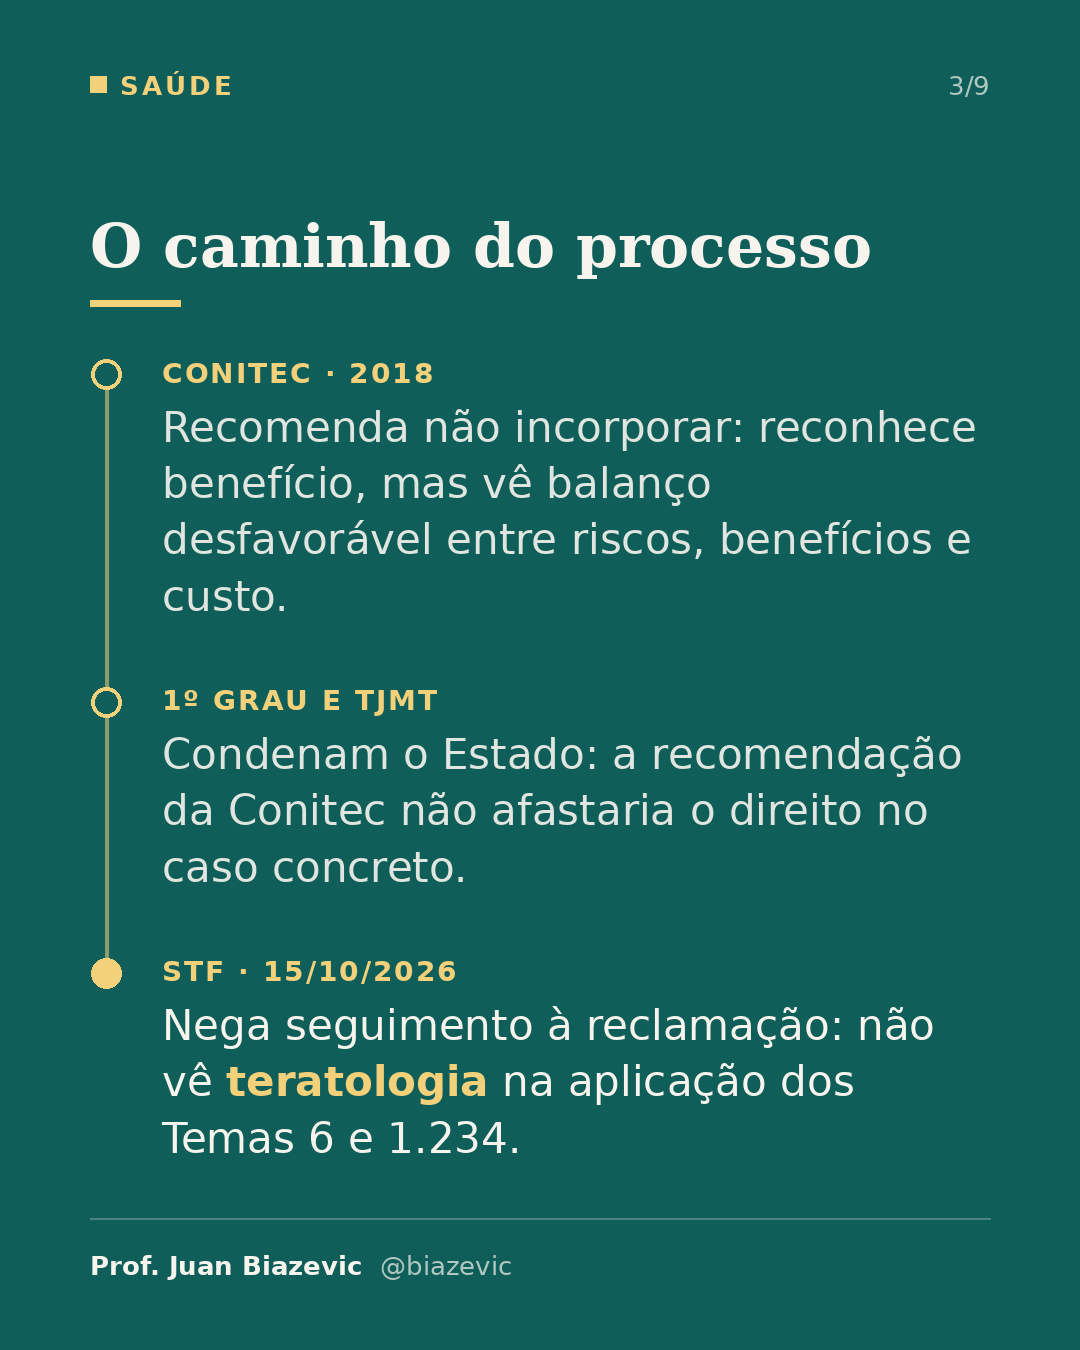 SAÚDE
3/9
O caminho do processo
CONITEC · 2018
Recomenda não incorporar: reconhece
benefício, mas vê balanço
desfavorável entre riscos, benefícios e
custo.
1º GRAU E TJMT
Condenam o Estado: a recomendação
da Conitec não afastaria o direito no
caso concreto.
STF · 15/10/2026
Nega seguimento à reclamação: não
vê teratologia na aplicação dos
Temas 6 e 1.234.
Prof. Juan Biazevic @biazevic